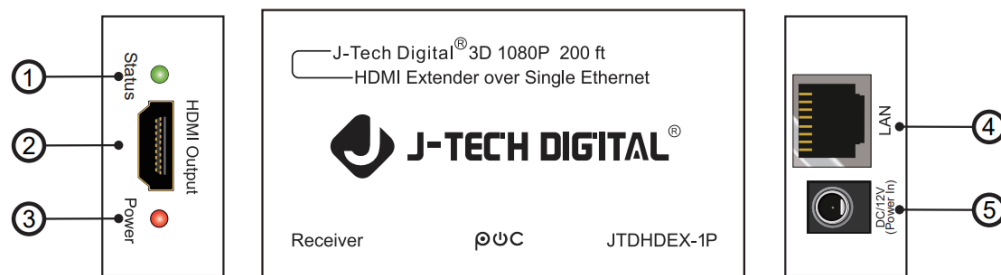 1
Status
2
HDMI Output
3
Power
J-Tech Digital® 3D 1080P 200 ft
HDMI Extender over Single Ethernet
J-TECH DIGITAL®
Receiver
POC
JTDHDEX-1P
LAN
4
DC/12V
(Power In)
5